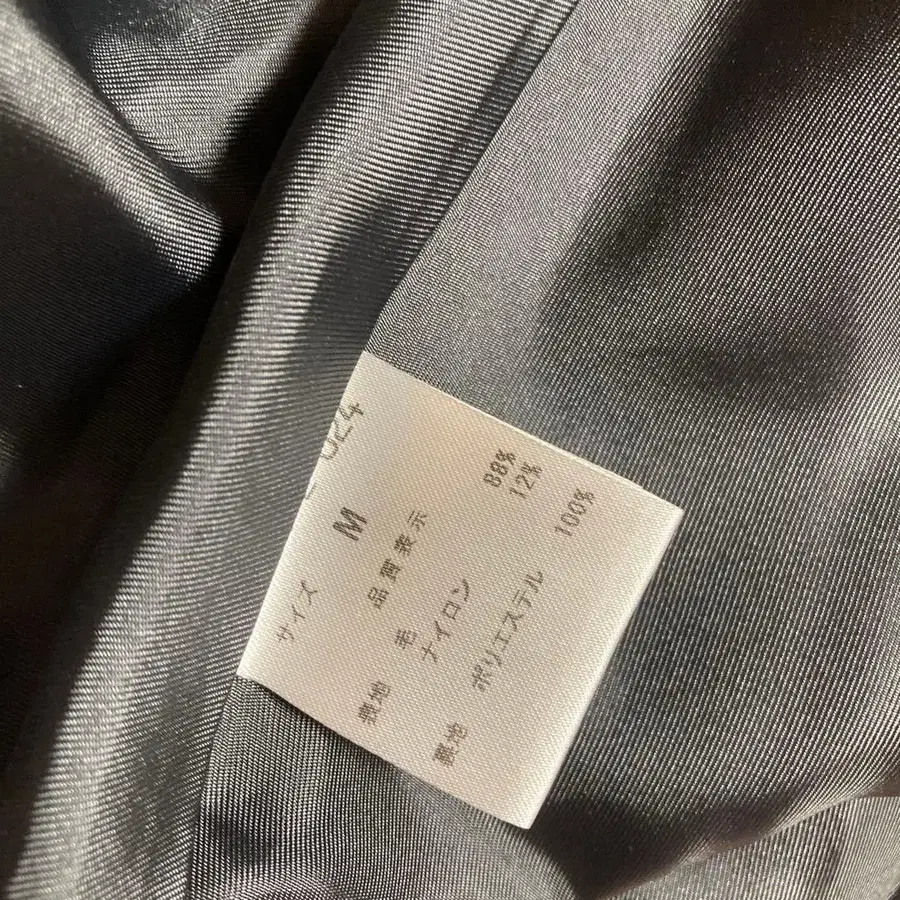 024
サイズ M
品質表示
表地 毛 88%
ナイロン 12%
裏地 ポリエステル 100%